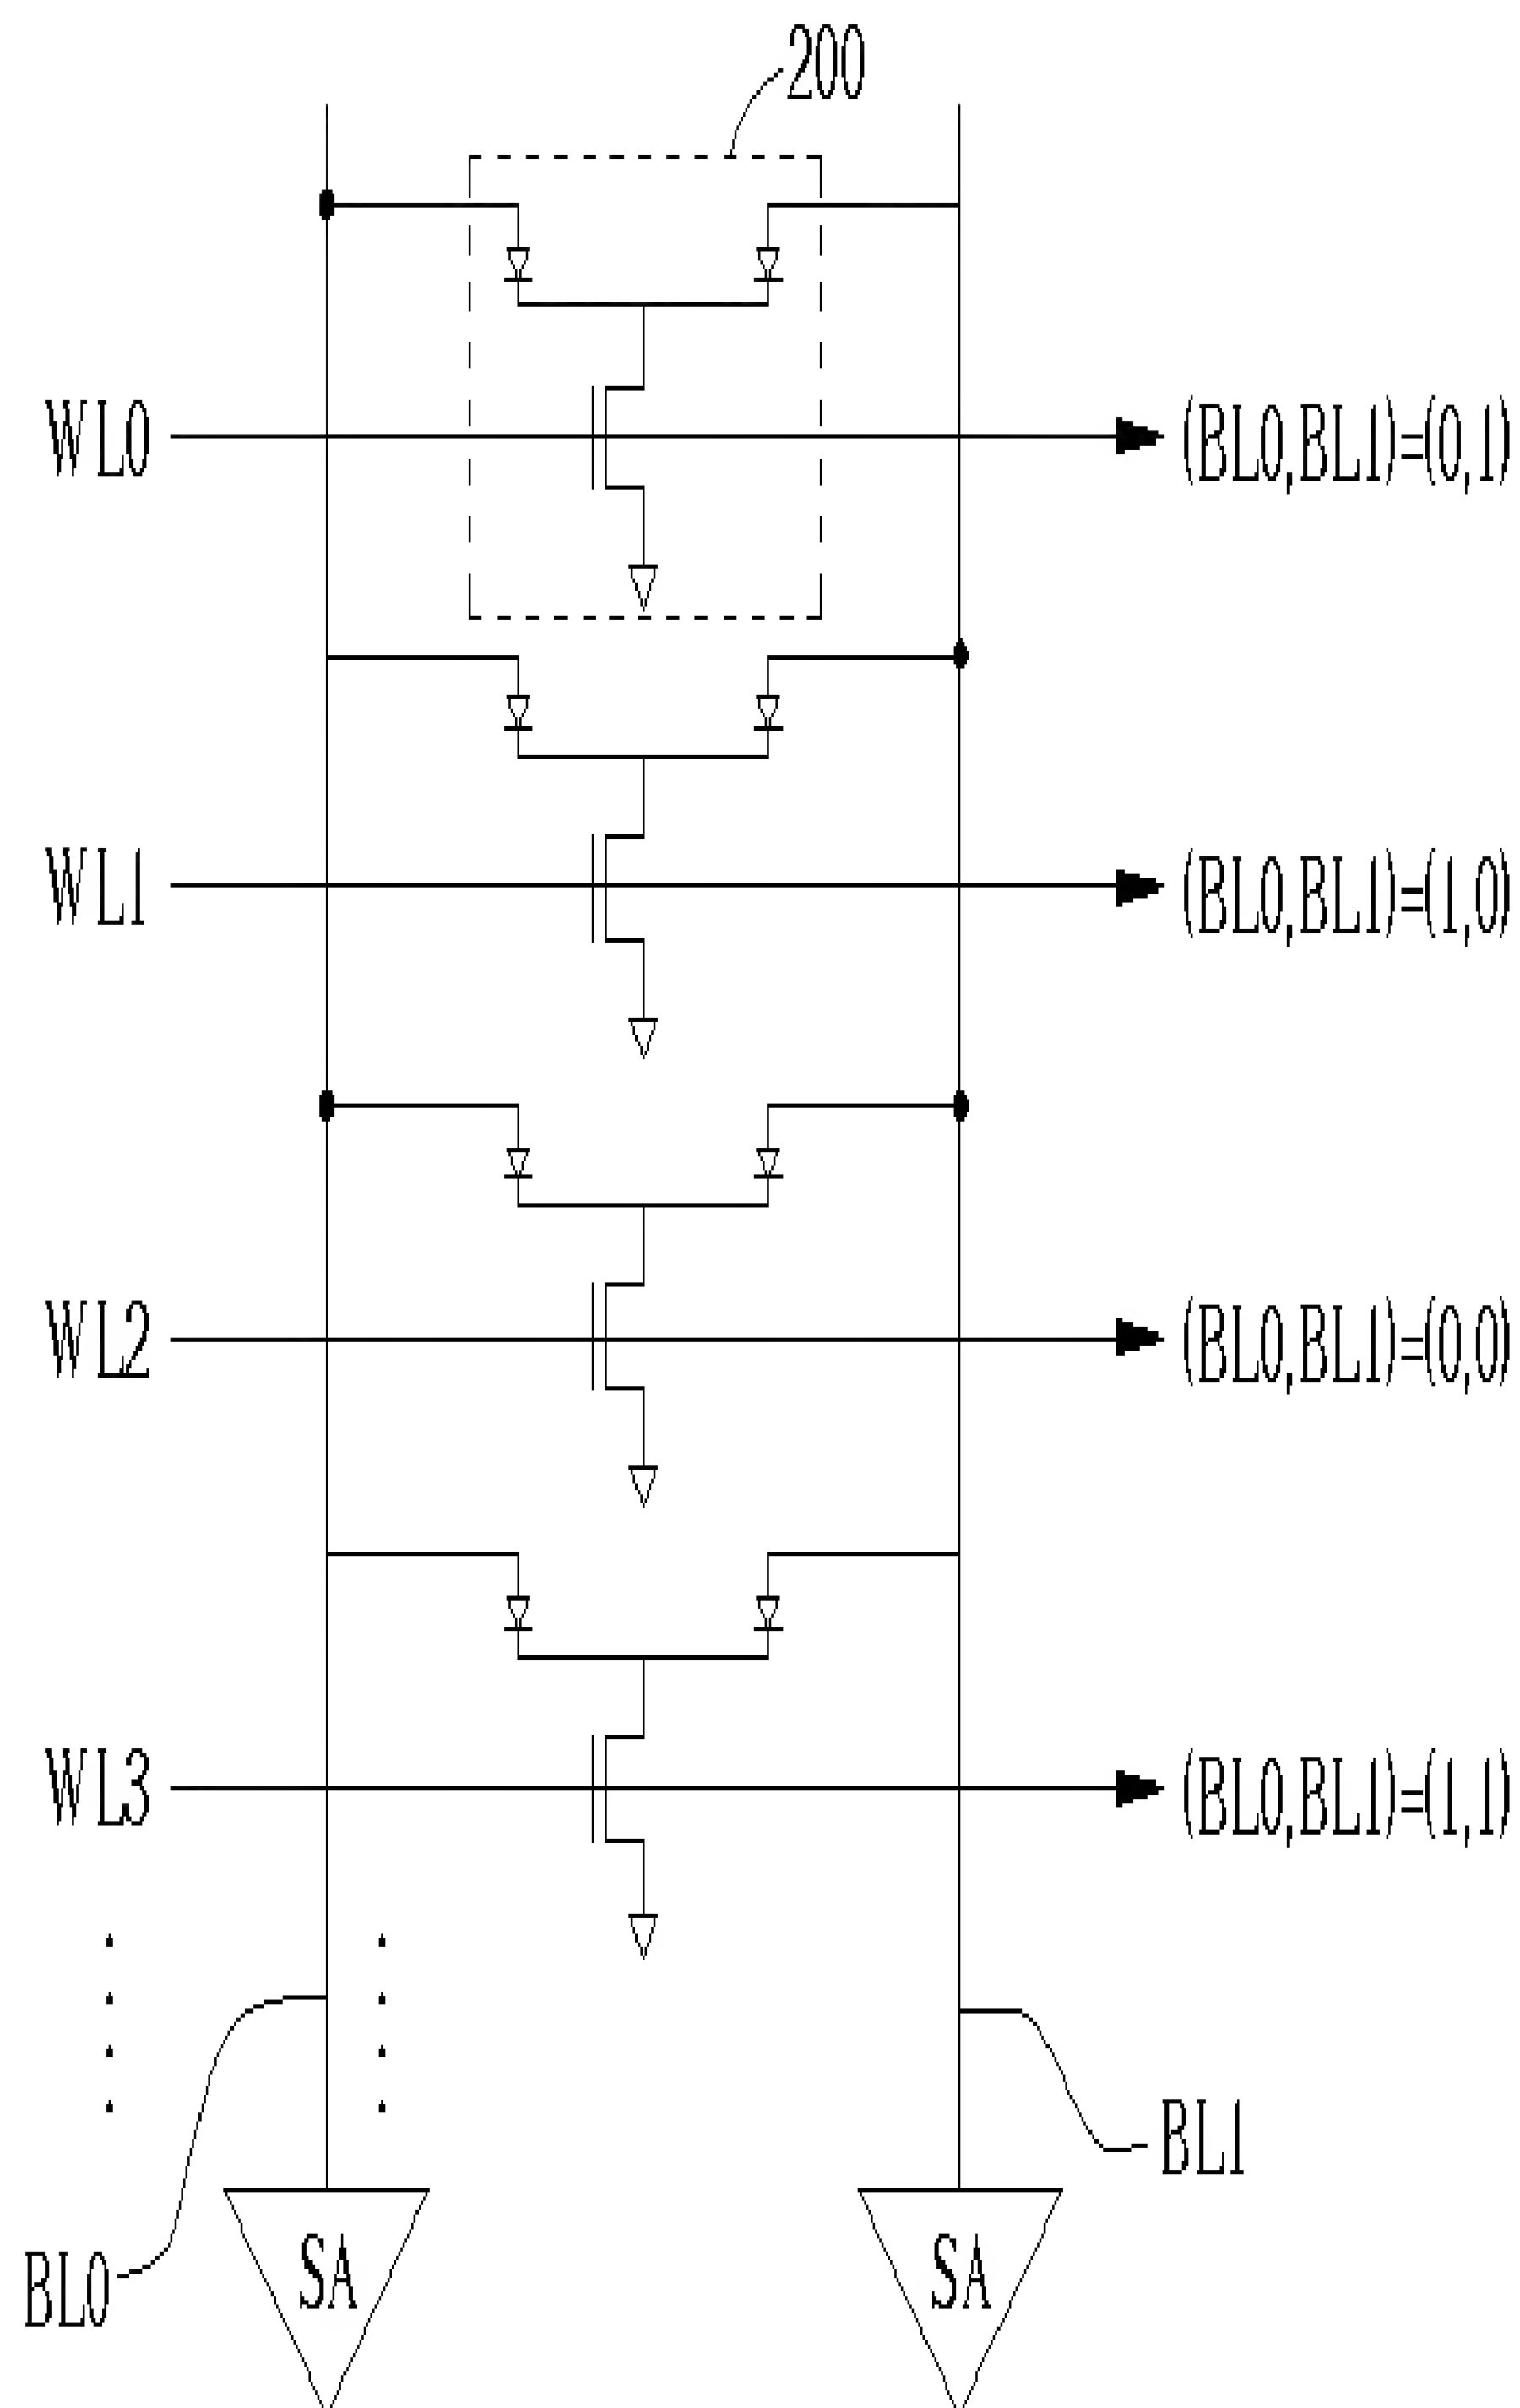 200
WL0 (BL0,BL1)=(0,1)
WL1 (BL0,BL1)=(1,0)
WL2 (BL0,BL1)=(0,0)
WL3 (BL0,BL1)=(1,1)
BL1
BL0
SA
SA